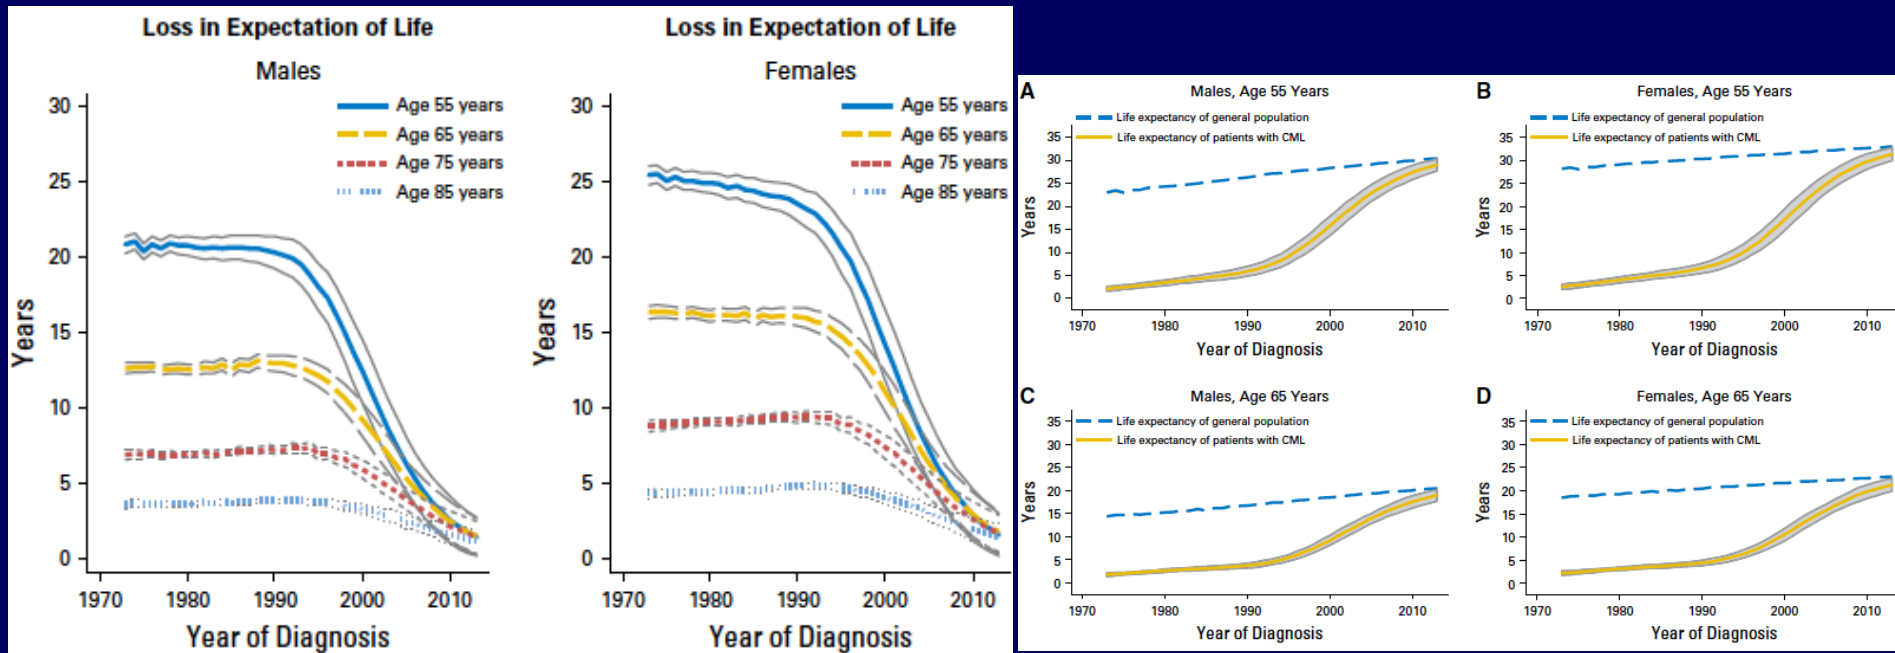 Loss in Expectation of Life
Males
30
25
20
15
10
5
0
Years
Age 55 years
Age 65 years
Age 75 years
Age 85 years
1970 1980 1990 2000 2010
Year of Diagnosis
Loss in Expectation of Life
Females
30
25
20
15
10
5
0
Years
Age 55 years
Age 65 years
Age 75 years
Age 85 years
1970 1980 1990 2000 2010
Year of Diagnosis
A
Males, Age 55 Years
Life expectancy of general population
Life expectancy of patients with CML
35
30
25
20
15
10
5
0
Years
1970 1980 1990 2000 2010
Year of Diagnosis
B
Females, Age 55 Years
Life expectancy of general population
Life expectancy of patients with CML
35
30
25
20
15
10
5
0
Years
1970 1980 1990 2000 2010
Year of Diagnosis
C
Males, Age 65 Years
Life expectancy of general population
Life expectancy of patients with CML
35
30
25
20
15
10
5
0
Years
1970 1980 1990 2000 2010
Year of Diagnosis
D
Females, Age 65 Years
Life expectancy of general population
Life expectancy of patients with CML
35
30
25
20
15
10
5
0
Years
1970 1980 1990 2000 2010
Year of Diagnosis